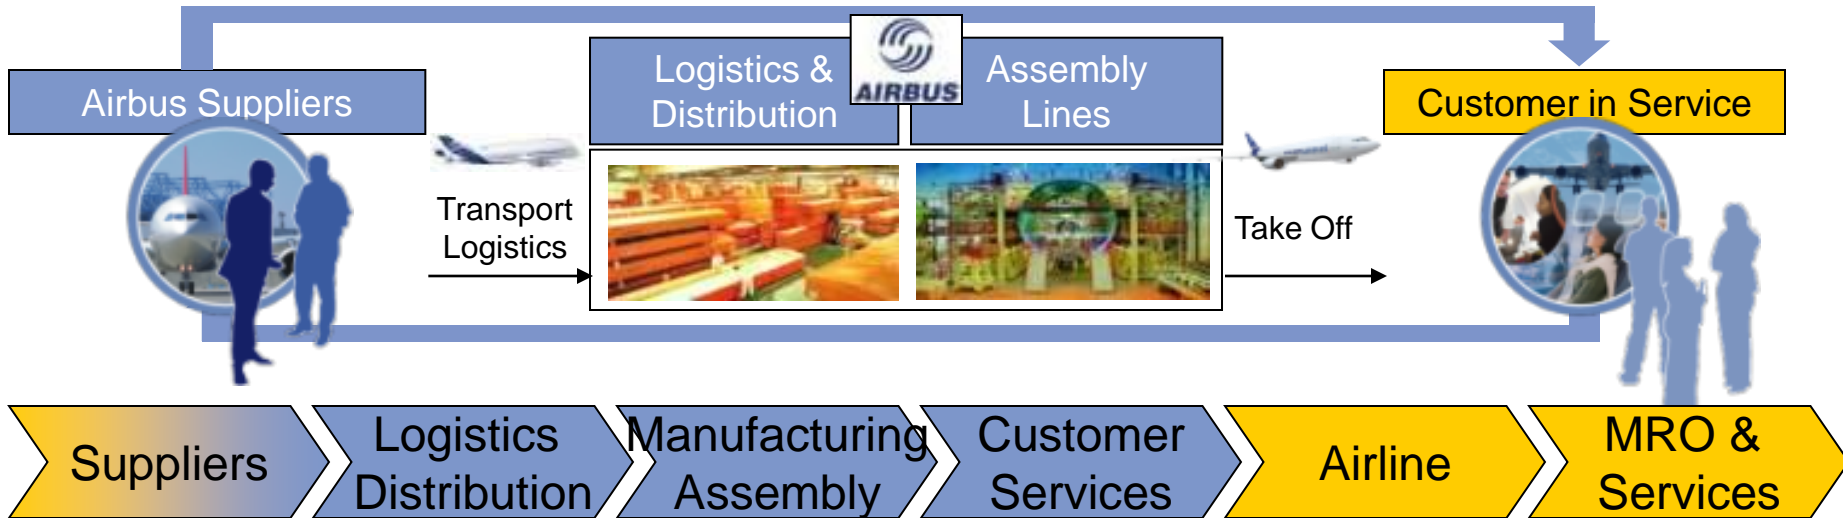 Airbus Suppliers
Logistics &
Distribution
AIRBUS
Assembly
Lines
Customer in Service
Transport
Logistics
Take Off
Suppliers
Logistics
Distribution
Manufacturing
Assembly
Customer
Services
Airline
MRO &
Services